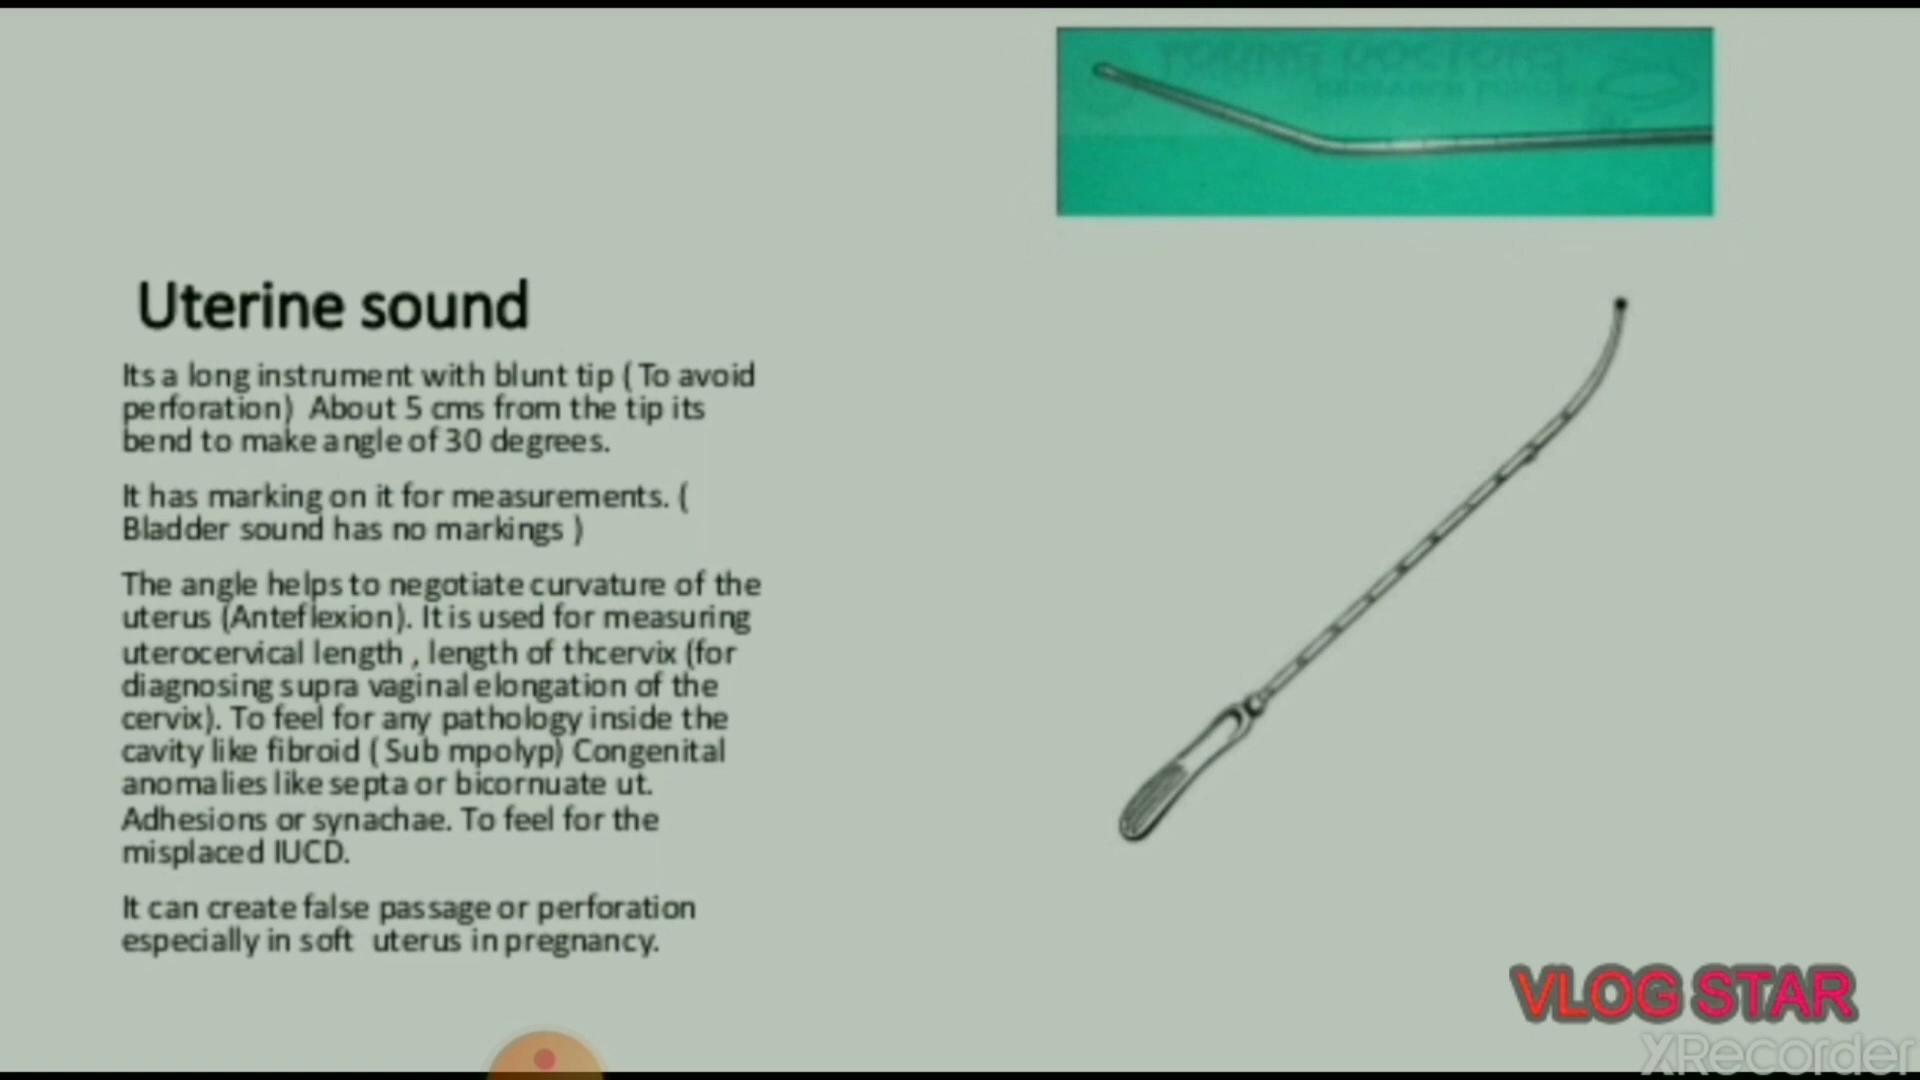 Uterine sound
Its a long instrument with blunt tip ( To avoid
perforation) About 5 cms from the tip its
bend to make angle of 30 degrees.
It has marking on it for measurements. (
Bladder sound has no markings )
The angle helps to negotiate curvature of the
uterus (Anteflexion). It is used for measuring
uterocervical length , length of thcervix (for
diagnosing supra vaginal elongation of the
cervix). To feel for any pathology inside the
cavity like fibroid ( Sub mpolyp) Congenital
anomalies like septa or bicornuate ut.
Adhesions or synachae. To feel for the
misplaced IUCD.
It can create false passage or perforation
especially in soft uterus in pregnancy.
VLOG STAR
XRecorder